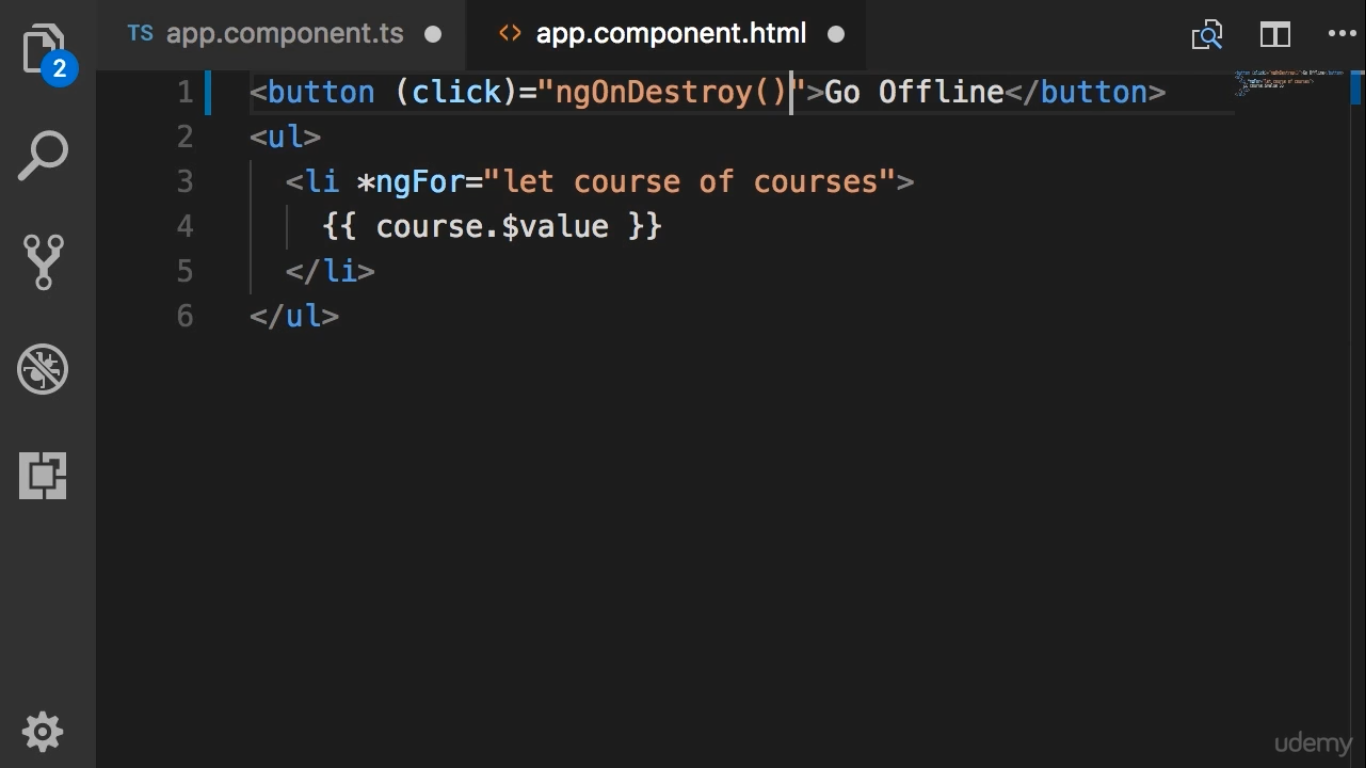 TS app.component.ts
<> app.component.html
2
1 <button (click)="ngOnDestroy()">Go Offline</button>
2 <ul>
3 <li *ngFor="let course of courses">
4 {{ course.$value }}
5 </li>
6 </ul>
udemy